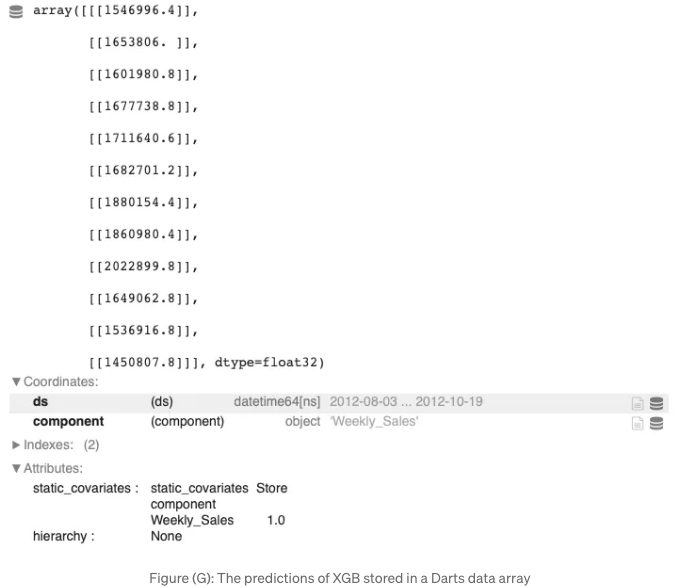 array([[[1546996.4]],
[[1653806. ]],
[[1601980.8]],
[[1677738.8]],
[[1711640.6]],
[[1682701.2]],
[[1880154.4]],
[[1860980.4]],
[[2022899.8]],
[[1649062.8]],
[[1536916.8]],
[[1450807.8]]], dtype=float32)
▼Coordinates:
ds (ds) datetime64[ns] 2012-08-03 ... 2012-10-19
component (component) object 'Weekly_Sales'
►Indexes: (2)
▼Attributes:
static_covariates : static_covariates Store
component
Weekly_Sales 1.0
hierarchy : None
Figure (G): The predictions of XGB stored in a Darts data array